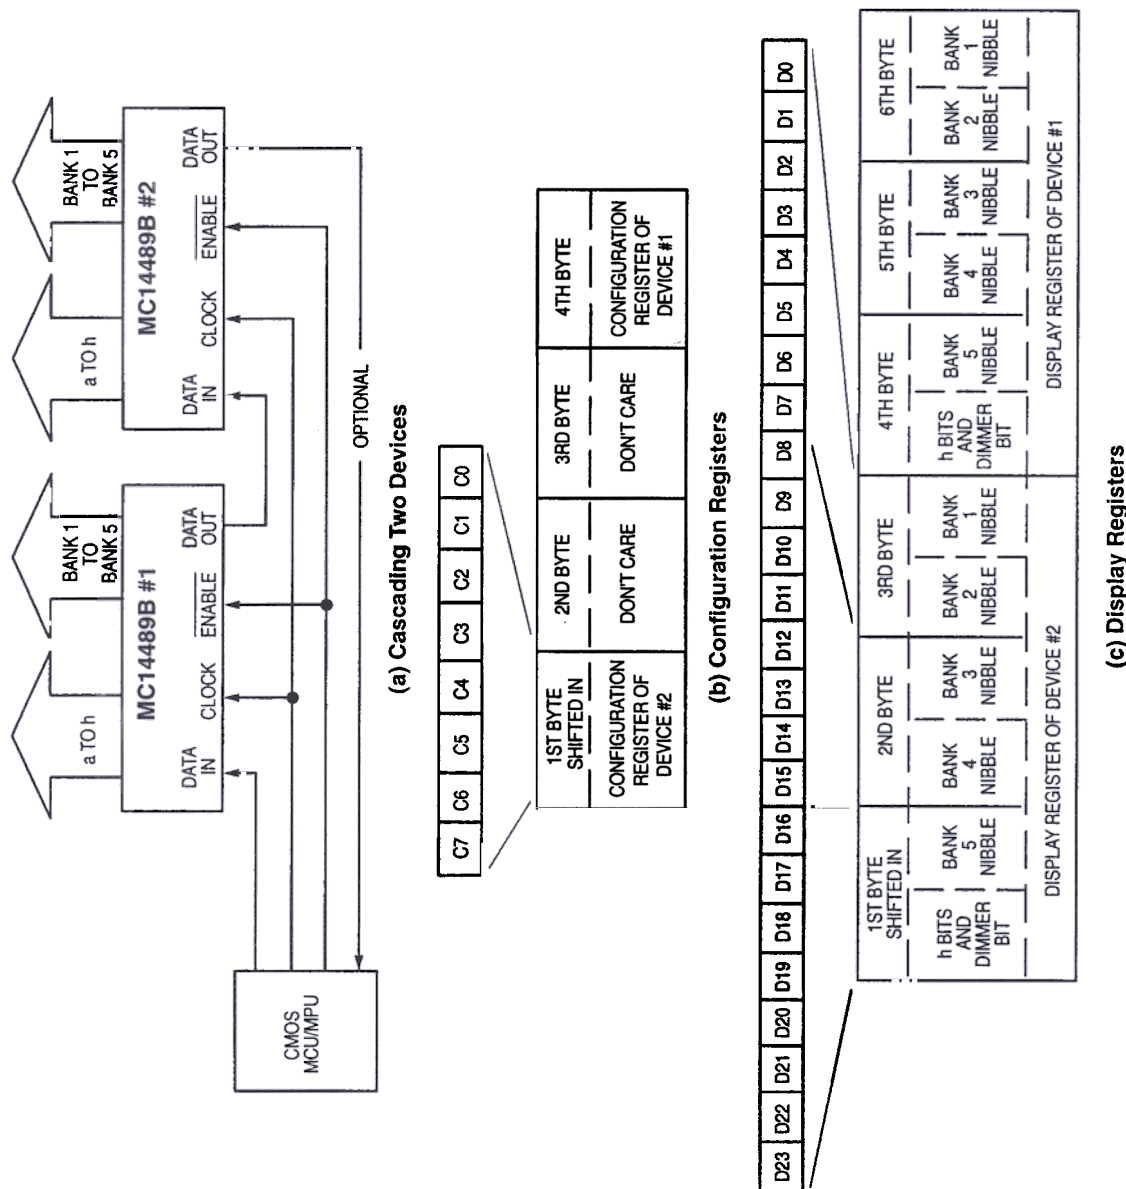 BANK 1
TO
BANK 5
a TO h
BANK 1
TO
BANK 5
a TO h
MC14489B #1
DATA
IN
CLOCK
ENABLE
DATA
OUT
MC14489B #2
DATA
IN
CLOCK
ENABLE
DATA
OUT
CMOS
MCU/MPU
OPTIONAL
(a) Cascading Two Devices
C7
C6
C5
C4
C3
C2
C1
C0
1ST BYTE
SHIFTED IN
2ND BYTE
3RD BYTE
4TH BYTE
CONFIGURATION
REGISTER OF
DEVICE #2
DON'T CARE
DON'T CARE
CONFIGURATION
REGISTER OF
DEVICE #1
(b) Configuration Registers
D23
D22
D21
D20
D19
D18
D17
D16
D15
D14
D13
D12
D11
D10
D9
D8
D7
D6
D5
D4
D3
D2
D1
D0
1ST BYTE
SHIFTED IN
2ND BYTE
3RD BYTE
4TH BYTE
5TH BYTE
6TH BYTE
h BITS
AND
DIMMER
BIT
BANK
5
NIBBLE
BANK
4
NIBBLE
BANK
3
NIBBLE
BANK
2
NIBBLE
BANK
1
NIBBLE
h BITS
AND
DIMMER
BIT
BANK
5
NIBBLE
BANK
4
NIBBLE
BANK
3
NIBBLE
BANK
2
NIBBLE
BANK
1
NIBBLE
DISPLAY REGISTER OF DEVICE #2
DISPLAY REGISTER OF DEVICE #1
(c) Display Registers